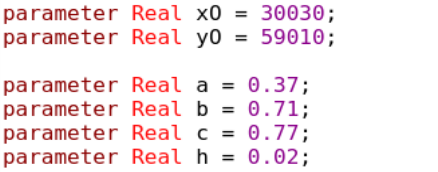 parameter Real x0 = 30030;
parameter Real y0 = 59010;
parameter Real a = 0.37;
parameter Real b = 0.71;
parameter Real c = 0.77;
parameter Real h = 0.02;